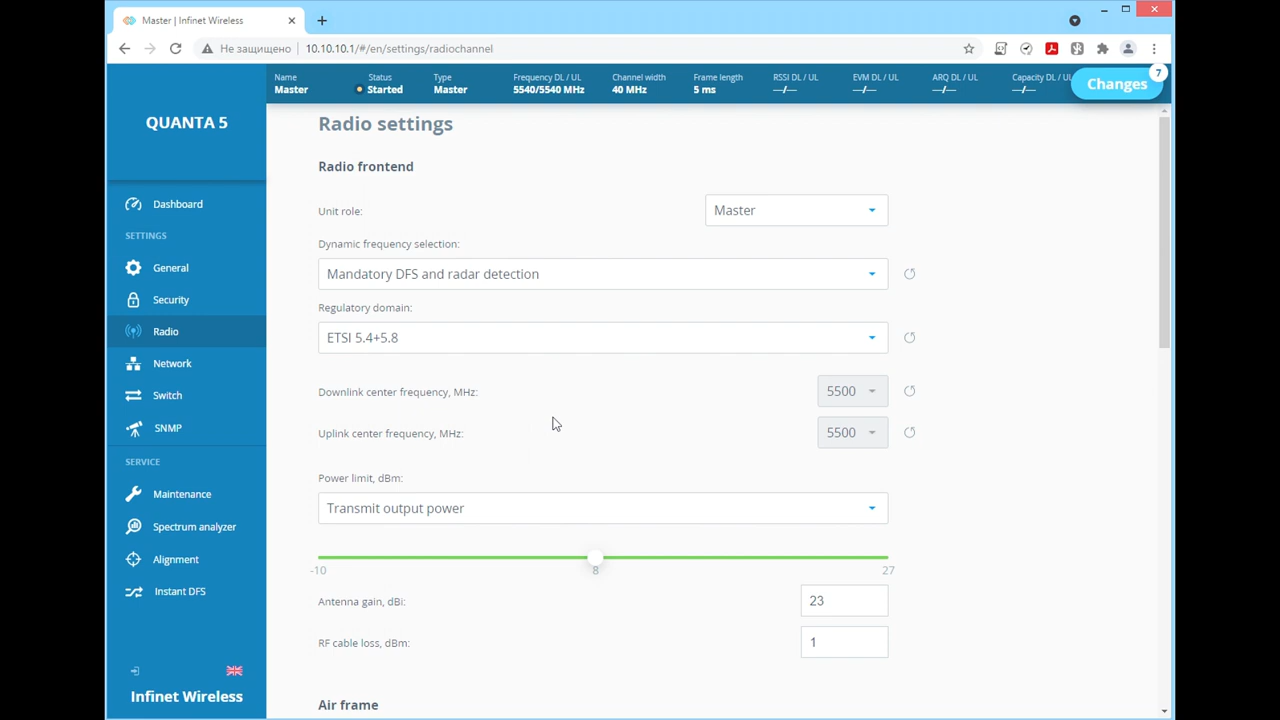 Master | Infinet Wireless
Не защищено
10.10.10.1/#/en/settings/radiochannel
QUANTA 5
Name
Master
Status
Started
Type
Master
Frequency DL / UL
5540/5540 MHz
Channel width
40 MHz
Frame length
5 ms
RSSI DL / UL
—/—
EVM DL / UL
—/—
ARQ DL / UL
—/—
Capacity DL / UL
—/—
Changes
7
Dashboard
SETTINGS
General
Security
Radio
Network
Switch
SNMP
SERVICE
Maintenance
Spectrum analyzer
Alignment
Instant DFS
Infinet Wireless
Radio settings
Radio frontend
Unit role:
Master
Dynamic frequency selection:
Mandatory DFS and radar detection
Regulatory domain:
ETSI 5.4+5.8
Downlink center frequency, MHz:
5500
Uplink center frequency, MHz:
5500
Power limit, dBm:
Transmit output power
-10
8
27
Antenna gain, dBi:
23
RF cable loss, dBm:
1
Air frame